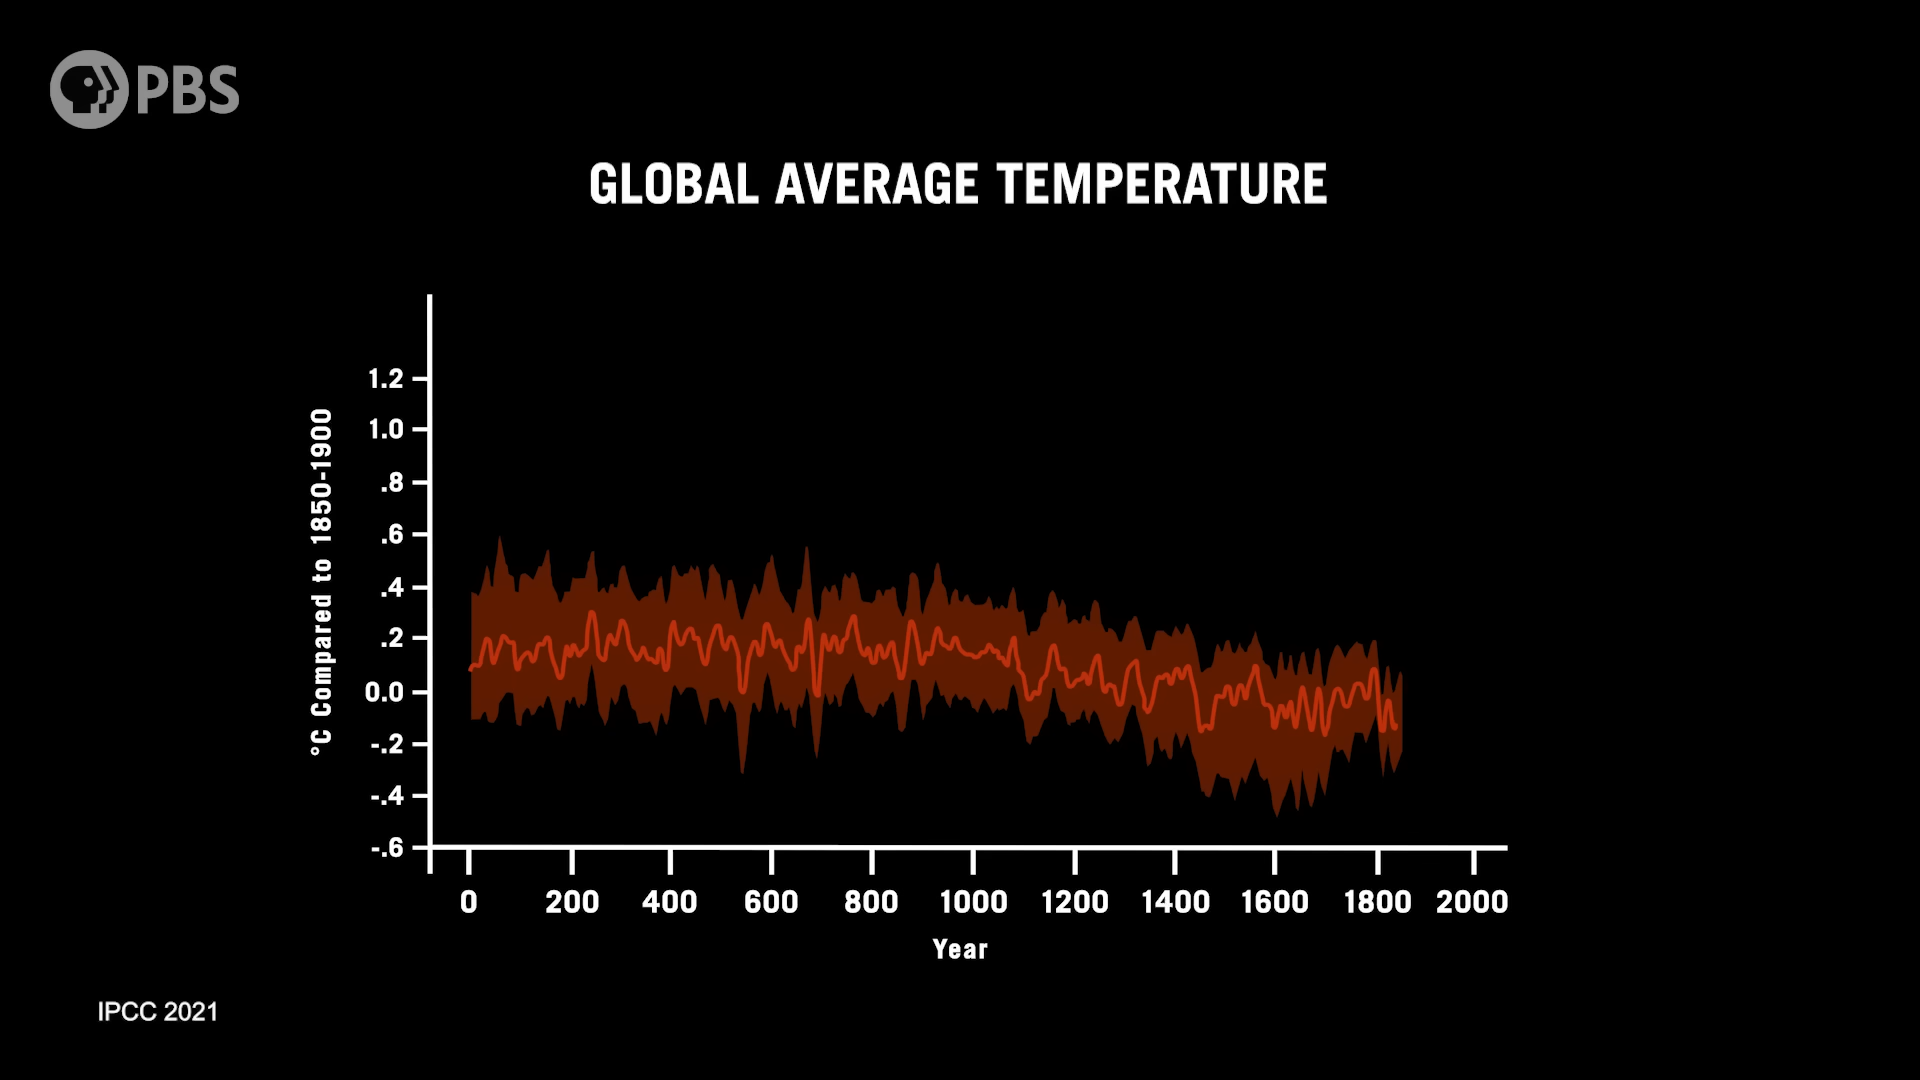 PBS
GLOBAL AVERAGE TEMPERATURE
°C Compared to 1850-1900
1.2
1.0
.8
.6
.4
.2
0.0
-.2
-.4
-.6
0 200 400 600 800 1000 1200 1400 1600 1800 2000
Year
IPCC 2021